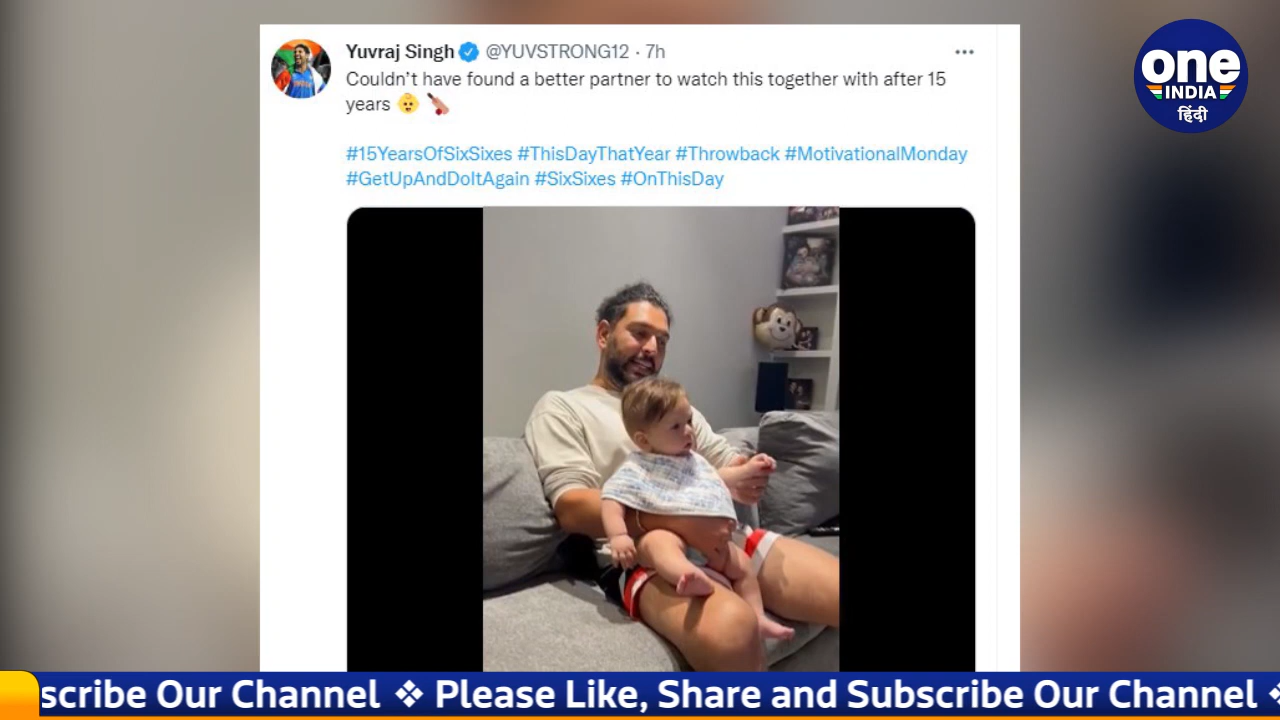 Yuvraj Singh @YUVSTRONG12 · 7h
Couldn't have found a better partner to watch this together with after 15
years 👶 🏏
#15YearsOfSixSixes #ThisDayThatYear #Throwback #MotivationalMonday
#GetUpAndDoItAgain #SixSixes #OnThisDay
one
INDIA
हिंदी
scribe Our Channel ❖ Please Like, Share and Subscribe Our Channel ❖